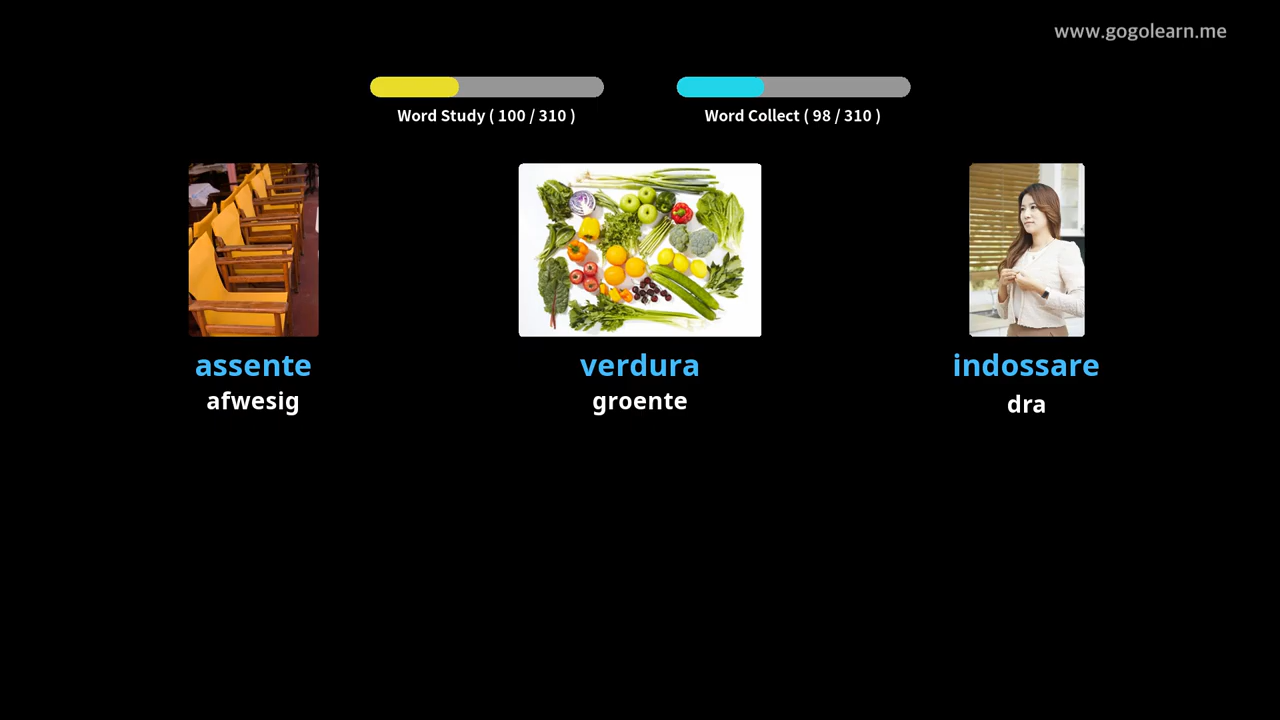 www.gogolearn.me
Word Study ( 100 / 310 )
Word Collect ( 98 / 310 )
assente
afwesig
verdura
groente
indossare
dra